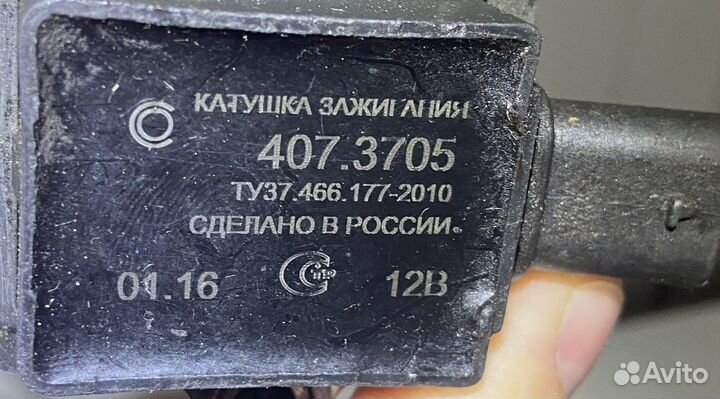 КАТУШКА ЗАЖИГАНИЯ
407.3705
ТУ37.466.177-2010
СДЕЛАНО В РОССИИ
01.16
12В
Avito